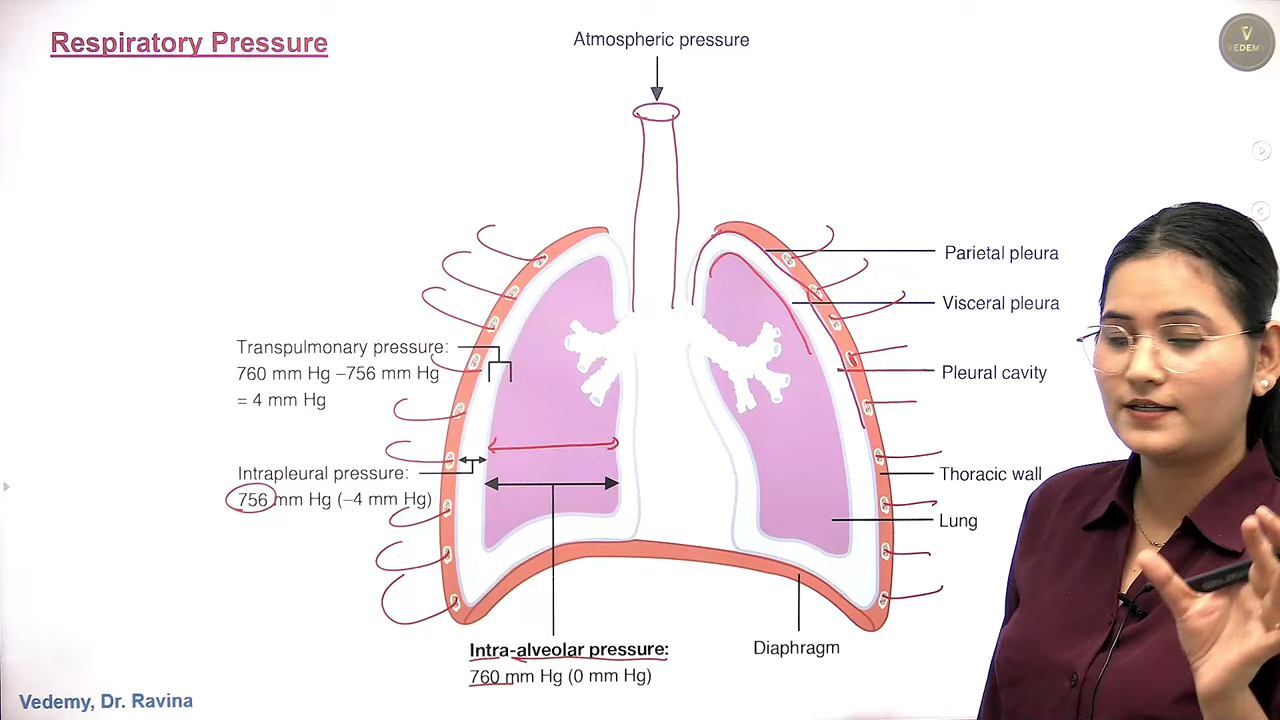 Respiratory Pressure
Atmospheric pressure
VEDEMY
Parietal pleura
Visceral pleura
Transpulmonary pressure:
760 mm Hg –756 mm Hg
= 4 mm Hg
Pleural cavity
Intrapleural pressure:
756 mm Hg (–4 mm Hg)
Thoracic wall
Lung
Intra-alveolar pressure:
760 mm Hg (0 mm Hg)
Diaphragm
Vedemy, Dr. Ravina